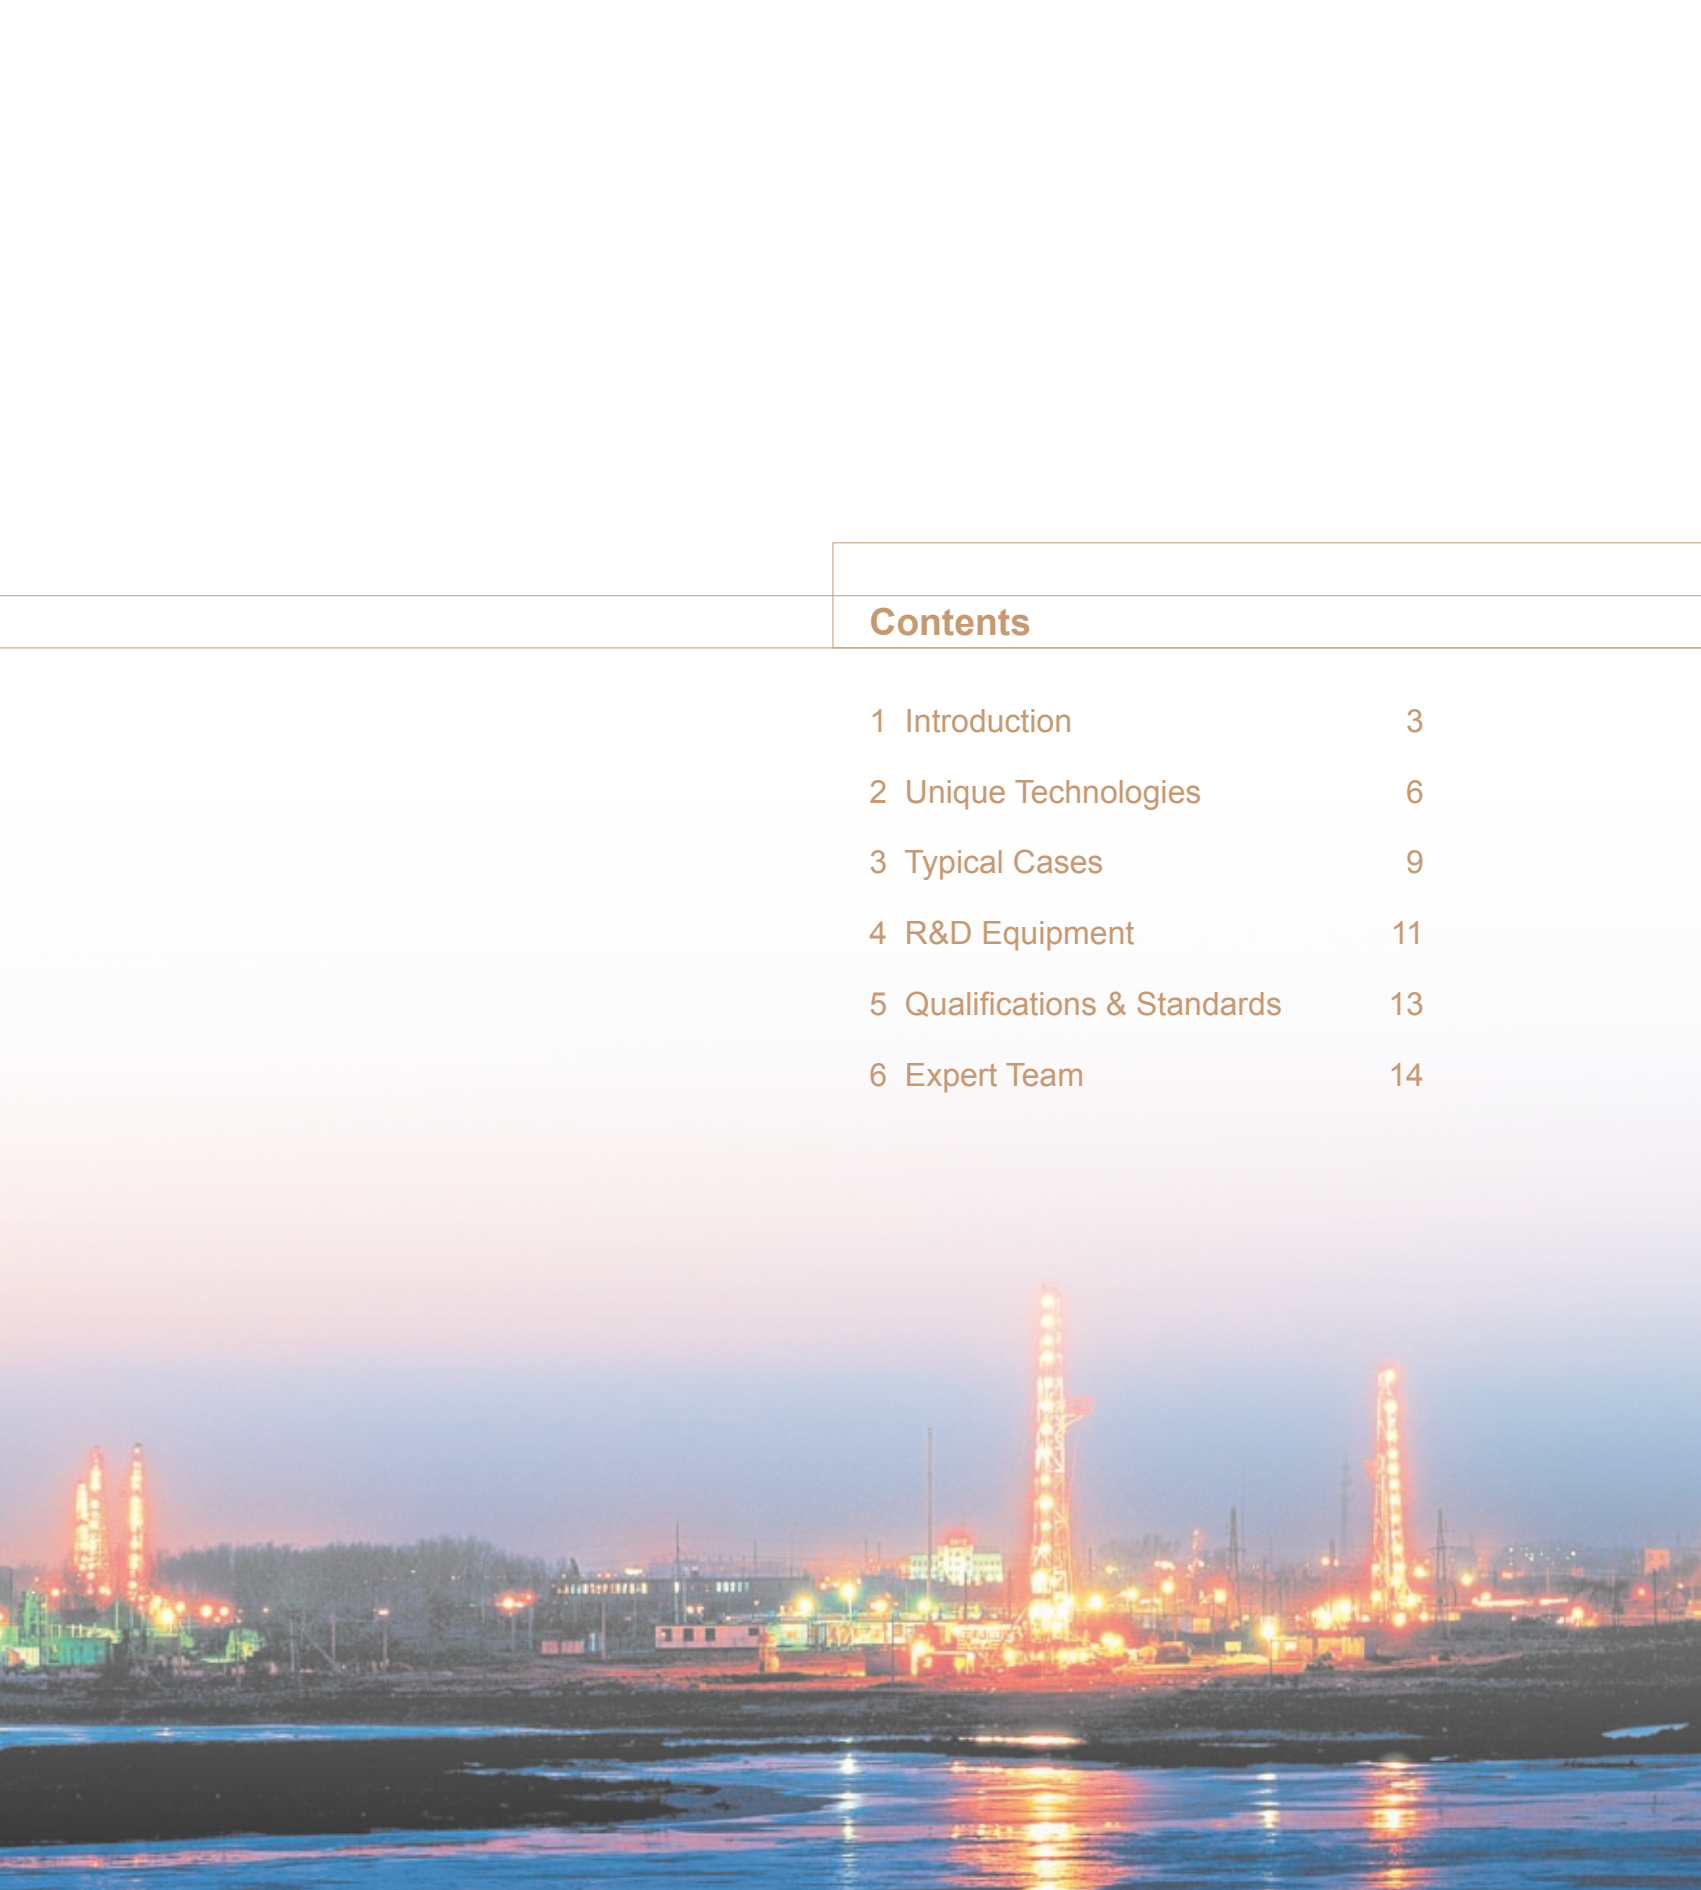 Contents
1 Introduction 3
2 Unique Technologies 6
3 Typical Cases 9
4 R&D Equipment 11
5 Qualifications & Standards 13
6 Expert Team 14